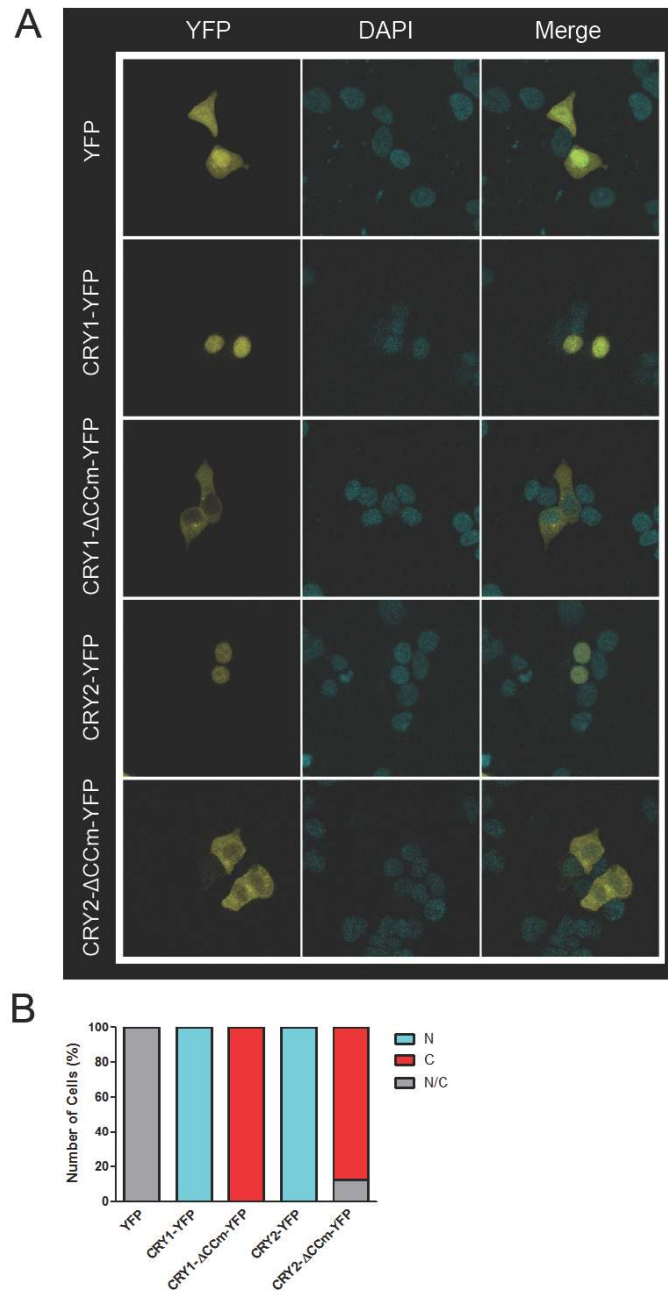 A
YFP DAPI Merge
YFP
CRY1-YFP
CRY1-ΔCCm-YFP
CRY2-YFP
CRY2-ΔCCm-YFP
B
Number of Cells (%)
100
80
60
40
20
0
YFP
CRY1-YFP
CRY1-ΔCCm-YFP
CRY2-YFP
CRY2-ΔCCm-YFP
N
C
N/C